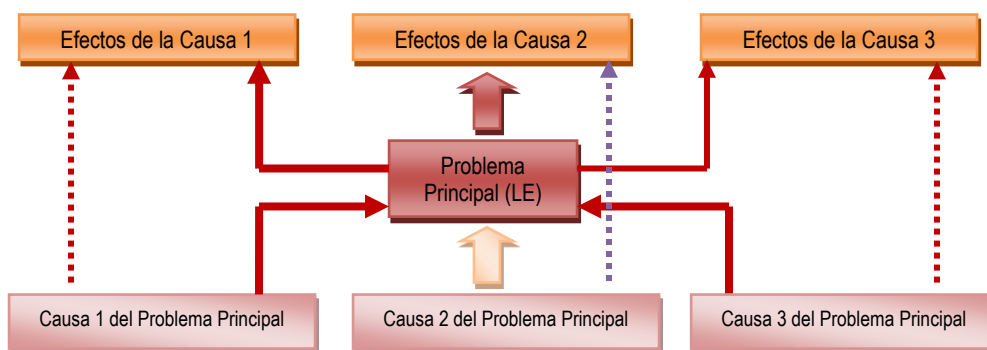 Efectos de la Causa 1
Efectos de la Causa 2
Efectos de la Causa 3
Problema
Principal (LE)
Causa 1 del Problema Principal
Causa 2 del Problema Principal
Causa 3 del Problema Principal